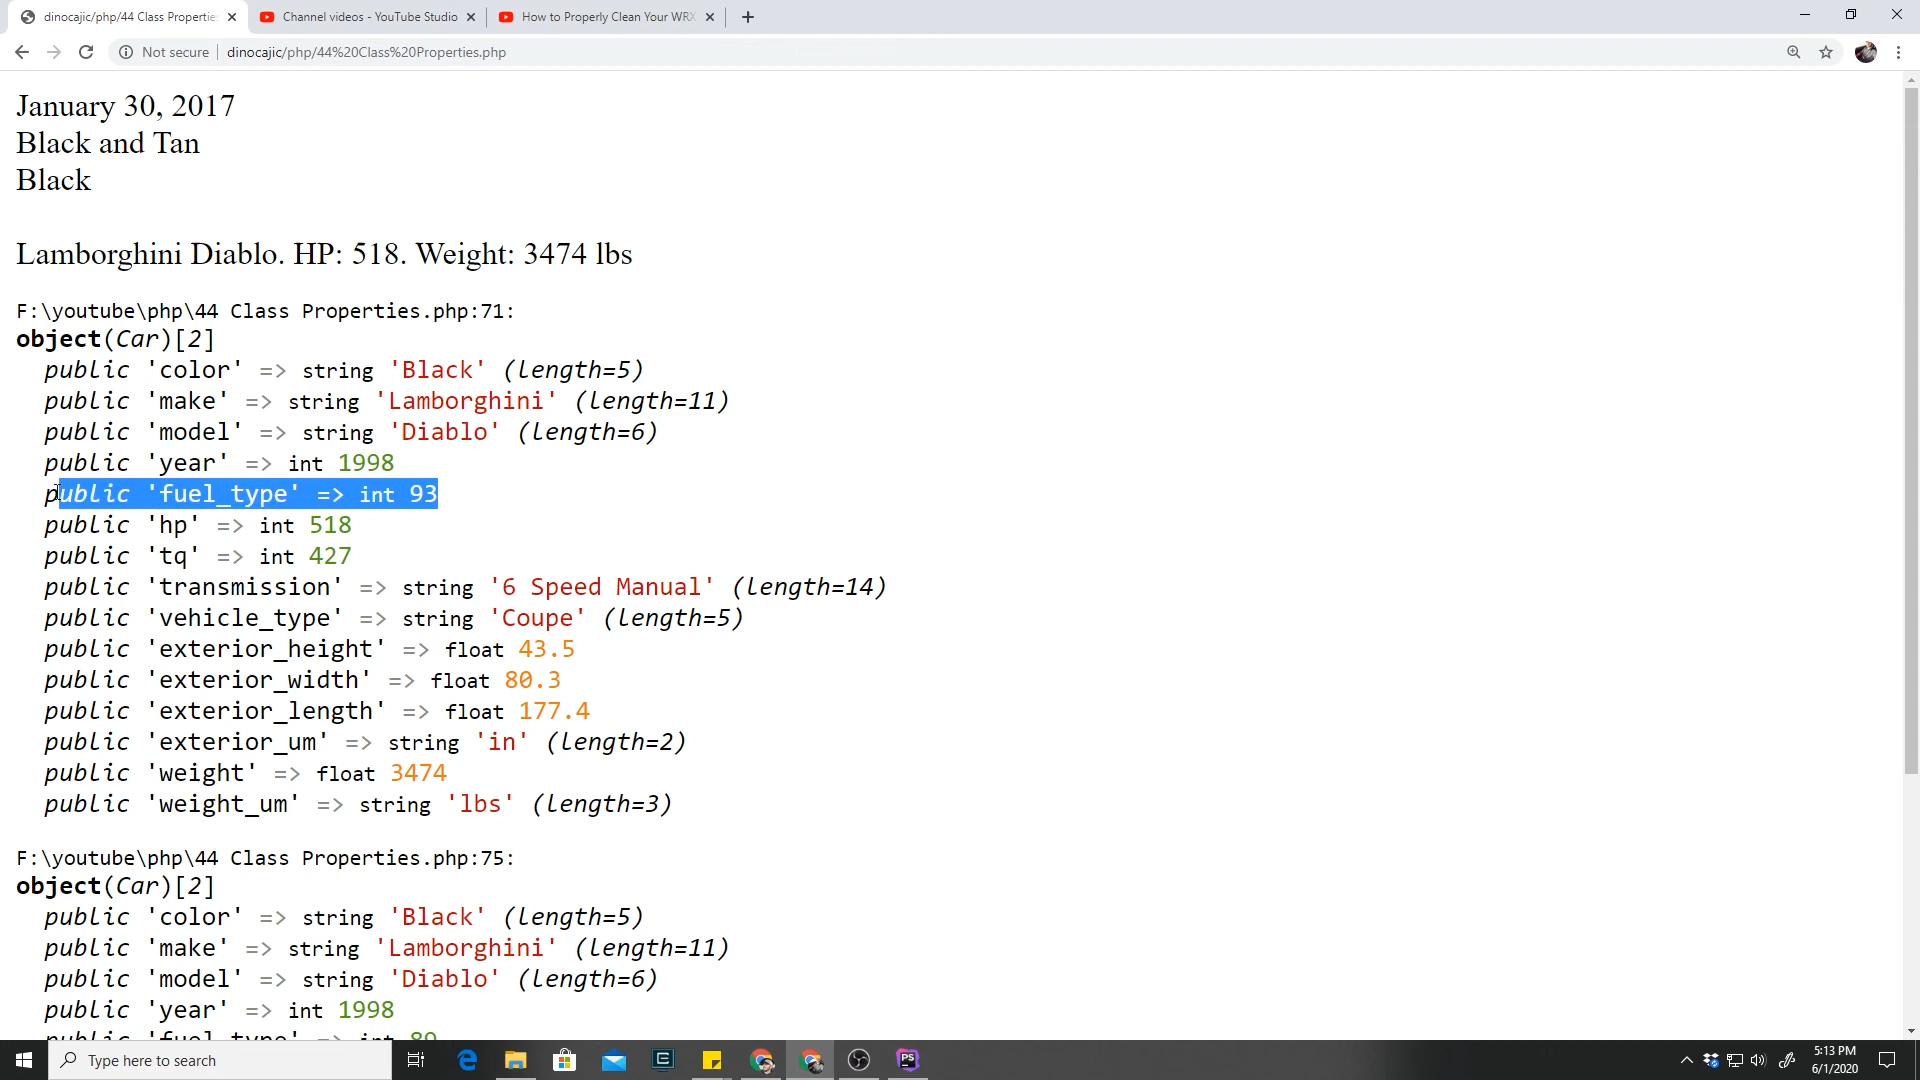 dinocajic/php/44 Class Propertie
Channel videos - YouTube Studio
How to Properly Clean Your WRX
Not secure
dinocajic/php/44%20Class%20Properties.php
January 30, 2017
Black and Tan
Black
Lamborghini Diablo. HP: 518. Weight: 3474 lbs
F:\youtube\php\44 Class Properties.php:71:
object(Car)[2]
public 'color' => string 'Black' (length=5)
public 'make' => string 'Lamborghini' (length=11)
public 'model' => string 'Diablo' (length=6)
public 'year' => int 1998
public 'fuel_type' => int 93
public 'hp' => int 518
public 'tq' => int 427
public 'transmission' => string '6 Speed Manual' (length=14)
public 'vehicle_type' => string 'Coupe' (length=5)
public 'exterior_height' => float 43.5
public 'exterior_width' => float 80.3
public 'exterior_length' => float 177.4
public 'exterior_um' => string 'in' (length=2)
public 'weight' => float 3474
public 'weight_um' => string 'lbs' (length=3)
F:\youtube\php\44 Class Properties.php:75:
object(Car)[2]
public 'color' => string 'Black' (length=5)
public 'make' => string 'Lamborghini' (length=11)
public 'model' => string 'Diablo' (length=6)
public 'year' => int 1998
public 'fuel_type' => int 89
Type here to search
PS
5:13 PM
6/1/2020